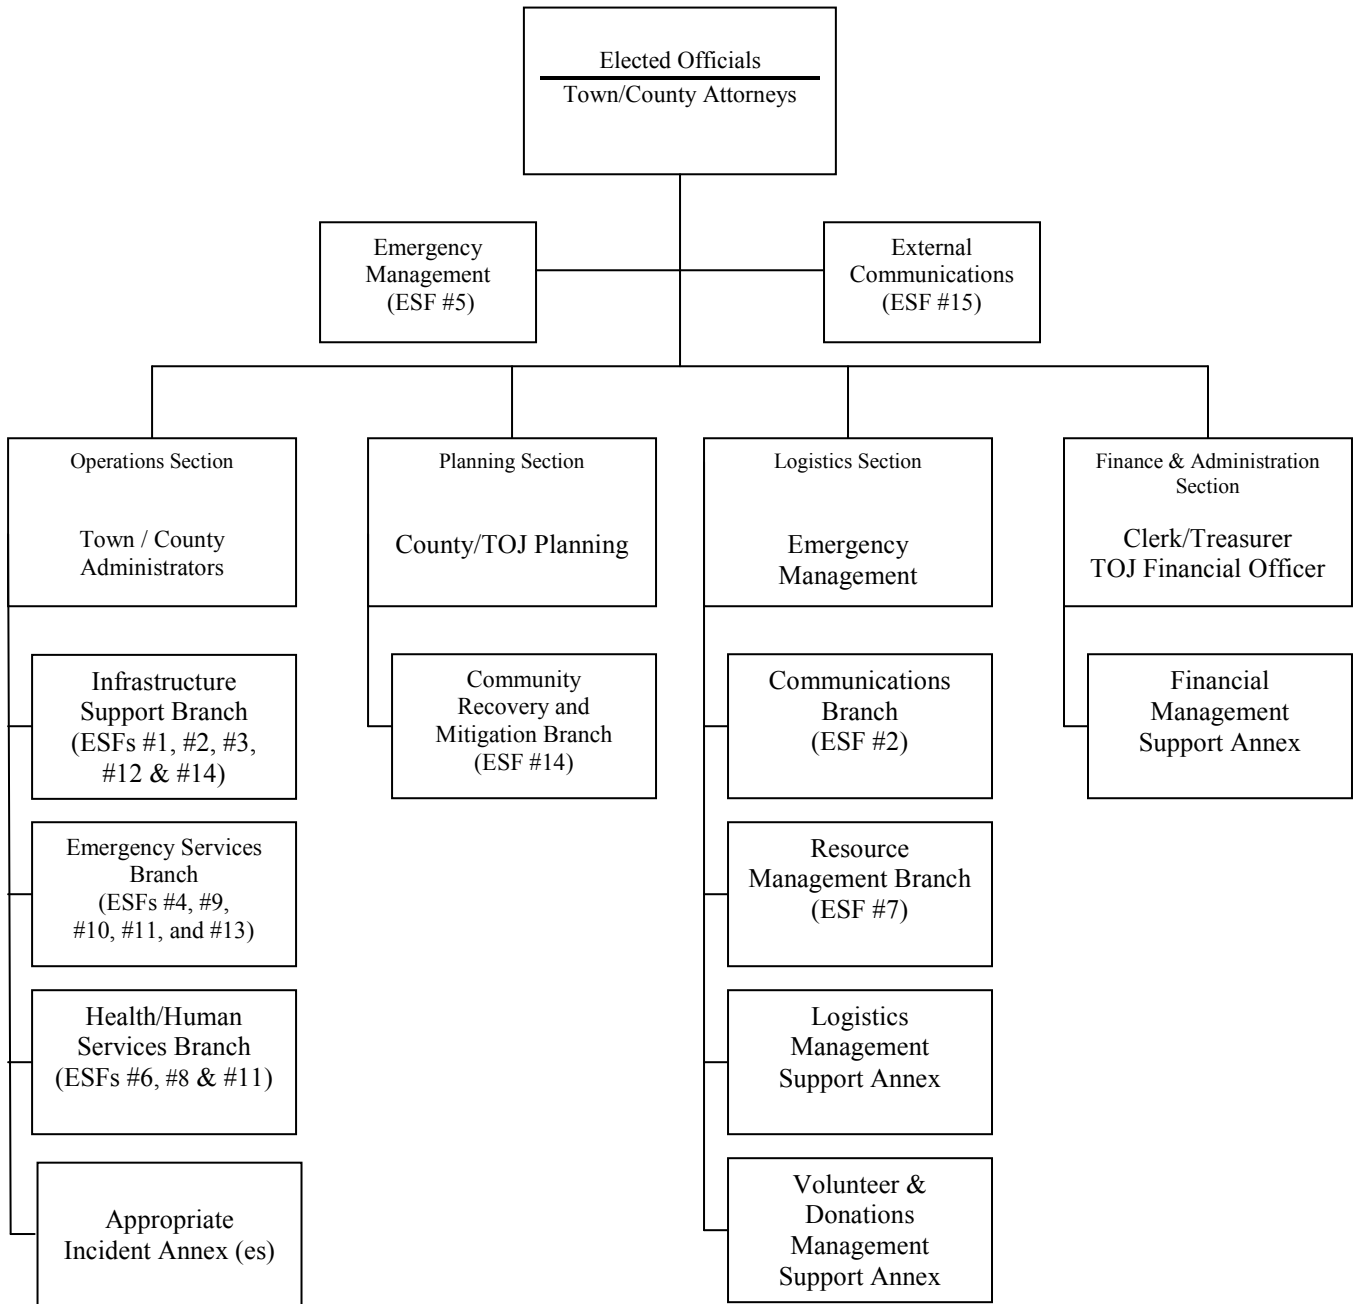 Elected Officials
Town/County Attorneys
Emergency
Management
(ESF #5)
External
Communications
(ESF #15)
Operations Section
Town / County
Administrators
Planning Section
County/TOJ Planning
Logistics Section
Emergency
Management
Finance & Administration
Section
Clerk/Treasurer
TOJ Financial Officer
Infrastructure
Support Branch
(ESFs #1, #2, #3,
#12 & #14)
Community
Recovery and
Mitigation Branch
(ESF #14)
Communications
Branch
(ESF #2)
Financial
Management
Support Annex
Emergency Services
Branch
(ESFs #4, #9,
#10, #11, and #13)
Resource
Management Branch
(ESF #7)
Health/Human
Services Branch
(ESFs #6, #8 & #11)
Logistics
Management
Support Annex
Appropriate
Incident Annex (es)
Volunteer &
Donations
Management
Support Annex